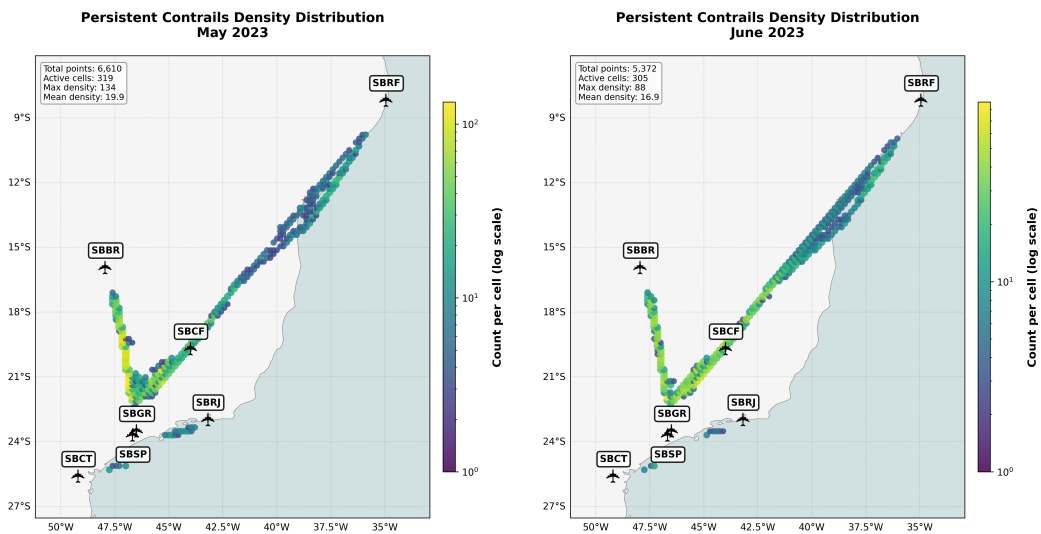 Persistent Contrails Density Distribution
May 2023
Total points: 6,610
Active cells: 319
Max density: 134
Mean density: 19.9
SBRF
SBBR
SBCF
SBRJ
SBGR
SBSP
SBCT
9°S
12°S
15°S
18°S
21°S
24°S
27°S
50°W 47.5°W 45°W 42.5°W 40°W 37.5°W 35°W
10²
10¹
10⁰
Count per cell (log scale)
Persistent Contrails Density Distribution
June 2023
Total points: 5,372
Active cells: 305
Max density: 88
Mean density: 16.9
SBRF
SBBR
SBCF
SBRJ
SBGR
SBSP
SBCT
9°S
12°S
15°S
18°S
21°S
24°S
27°S
50°W 47.5°W 45°W 42.5°W 40°W 37.5°W 35°W
10¹
10⁰
Count per cell (log scale)